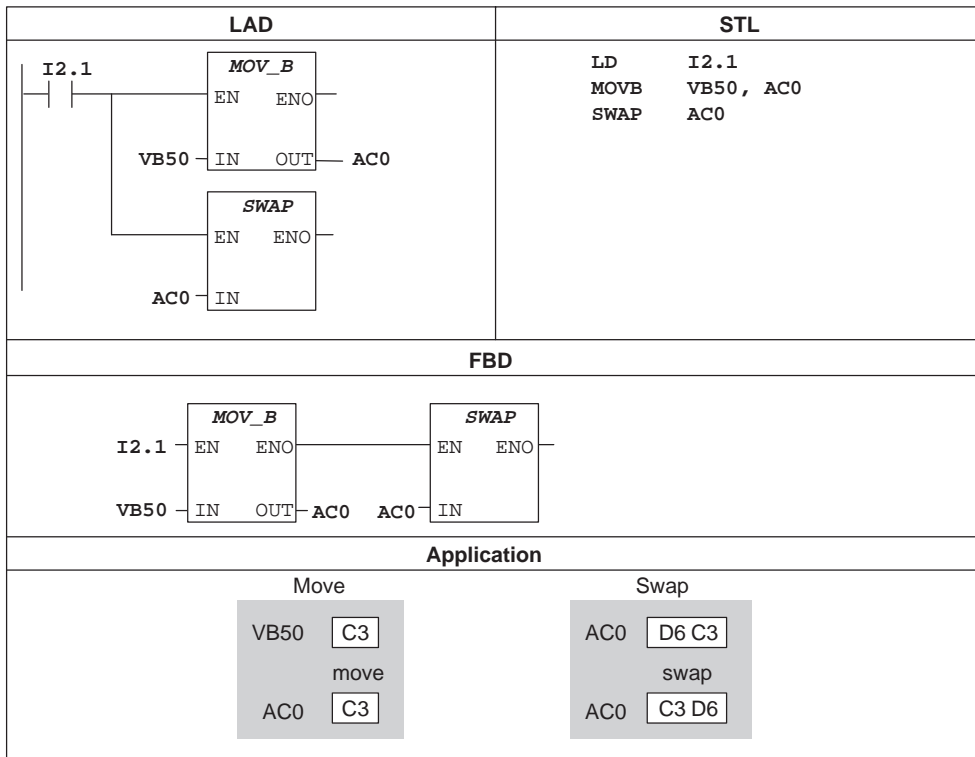 LAD
STL
I2.1
MOV_B
EN ENO
VB50 IN OUT AC0
SWAP
EN ENO
AC0 IN
LD I2.1
MOVB VB50, AC0
SWAP AC0
FBD
MOV_B SWAP
I2.1 EN ENO EN ENO
VB50 IN OUT AC0 AC0 IN
Application
Move Swap
VB50 C3 AC0 D6 C3
move swap
AC0 C3 AC0 C3 D6